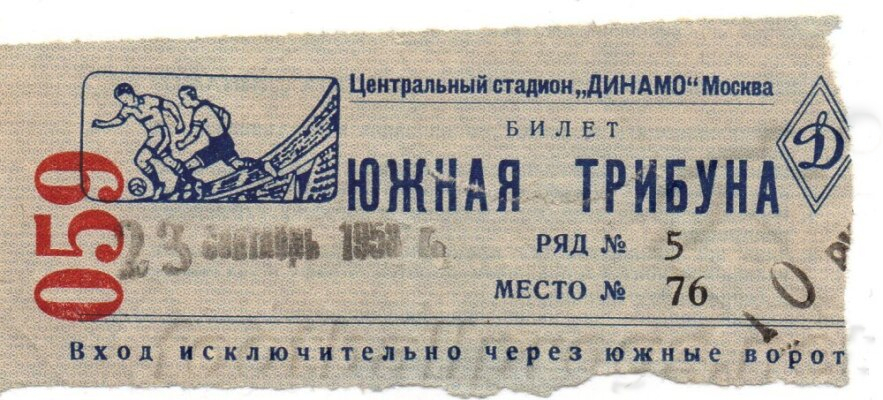 Центральный стадион „ДИНАМО“ Москва
БИЛЕТ
Д
ЮЖНАЯ ТРИБУНА
059
23 Сентябрь 1953 г.
РЯД № 5
МЕСТО № 76
10
Вход исключительно через южные ворот